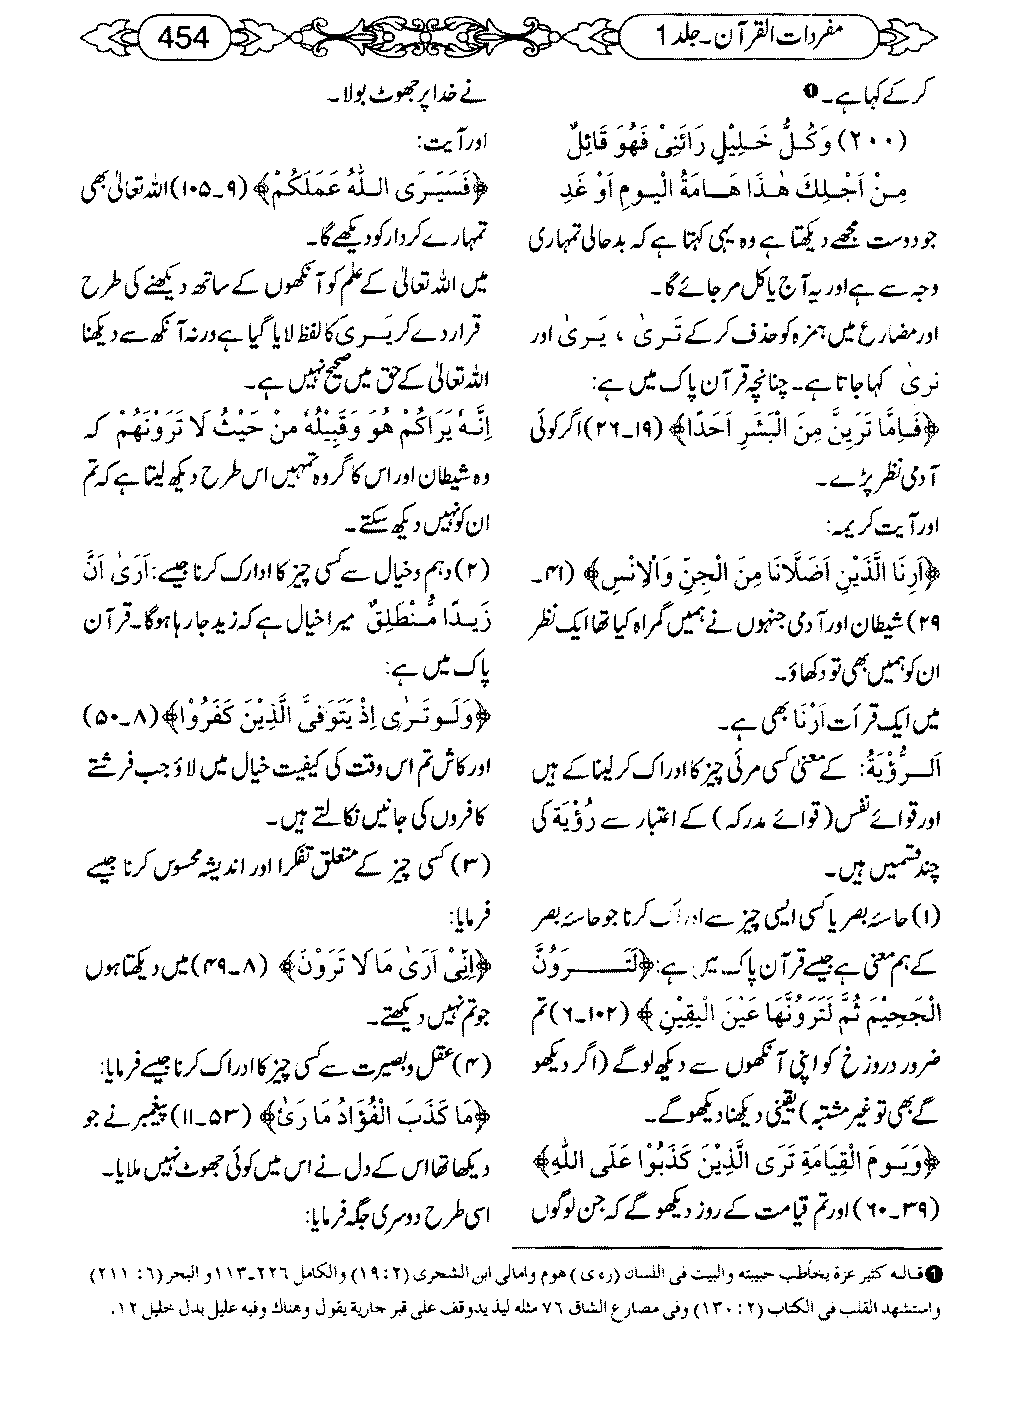 مفردات القرآن۔ جلد 1
454
کر کے کہا ہے۔ ❶
(۲۰۰) وَكُلُّ خَلِيْلٍ رَائَنِيْ فَهُوَ قَائِلٌ
مِنْ اَجْلِكَ هٰذَا هَامَةُ الْيَومِ اَوْ غَدِ
جو دوست مجھے دیکھتا ہے وہ یہی کہتا ہے کہ بدحالی تمہاری
وجہ سے ہے اور یہ آج یا کل مر جائے گا۔
اور مضارع میں ہمزہ کو حذف کر کے تَرىٰ ، يَرىٰ اور
نرىٰ کہا جاتا ہے۔ چنانچہ قرآن پاک میں ہے:
﴿فَاِمَّا تَرَيِنَّ مِنَ الْبَشَرِ اَحَدًا﴾ (۱۹۔۲۶) اگر کوئی
آدمی نظر پڑے۔
اور آیت کریمہ:
﴿اَرِنَا الَّذَيْنِ اَضَلَّانَا مِنَ الْجِنِّ وَالْاِنْسِ﴾ (۴۱۔
۲۹) شیطان اور آدمی جنہوں نے ہمیں گمراہ کیا تھا ایک نظر
ان کو ہمیں بھی تو دکھاؤ۔
میں ایک قرأت اَرْنَا بھی ہے۔
اَلرُّؤْيَةُ: کے معنی کسی مرئی چیز کا ادراک کر لینا کے ہیں
اور قوائے نفس (قوائے مدرکہ) کے اعتبار سے رُؤْيَة کی
چند قسمیں ہیں۔
(۱) حاسۂ بصر یا کسی ایسی چیز سے ادراک کرنا جو حاسۂ بصر
کے ہم معنی ہے جیسے قرآن پاک میں ہے: ﴿لَتَرَوُنَّ
الْجَحِيْمَ ثُمَّ لَتَرَوُنَّهَا عَيْنَ الْيَقِيْنِ﴾ (۱۰۲۔۶) تم
ضرور دروزخ کو اپنی آنکھوں سے دیکھ لو گے (اگر دیکھو
گے بھی تو غیر مشتبہ) یقینی دیکھنا دیکھو گے۔
﴿وَيَومَ الْقِيَامَةِ تَرَى الَّذِيْنَ كَذَبُوْا عَلَى اللّٰهِ﴾
(۳۹۔۶۰) اور تم قیامت کے روز دیکھو گے کہ جن لوگوں
نے خدا پر جھوٹ بولا۔
اور آیت:
﴿فَسَيَرَى اللّٰهُ عَمَلَكُمْ﴾ (۹۔۱۰۵) اللہ تعالیٰ بھی
تمہارے کردار کو دیکھے گا۔
میں اللہ تعالیٰ کے علم کو آنکھوں کے ساتھ دیکھنے کی طرح
قرار دے کر يَرى کا لفظ لایا گیا ہے ورنہ آنکھ سے دیکھنا
اللہ تعالیٰ کے حق میں صحیح نہیں ہے۔
اِنَّهٗ يَرَاكُمْ هُوَ وَقَبِيْلُهٗ مِنْ حَيْثُ لَا تَرَوْنَهُمْ کہ
وہ شیطان اور اس کا گروہ تمہیں اس طرح دیکھ لیتا ہے کہ تم
ان کو نہیں دیکھ سکتے۔
(۲) دہم وخیال سے کسی چیز کا ادارک کرنا جیسے: اَرَىٰ اَنَّ
زَيْدًا مُّنْطَلِقٌ میرا خیال ہے کہ زید جارہا ہوگا۔ قرآن
پاک میں ہے:
﴿وَلَو تَرٰى اِذْ يَتَوَفَّى الَّذِيْنَ كَفَرُوْا﴾ (۸۔۵۰)
اور کاش تم اس وقت کی کیفیت خیال میں لاؤ جب فرشتے
کافروں کی جانیں نکالتے ہیں۔
(۳) کسی چیز کے متعلق تفکرا اور اندیشہ محسوس کرنا جیسے
فرمایا:
﴿اِنِّىْ اَرَىٰ مَا لَا تَرَوْنَ﴾ (۸۔۴۹) میں دیکھتا ہوں
جو تم نہیں دیکھتے۔
(۴) عقل وبصیرت سے کسی چیز کا ادراک کرنا جیسے فرمایا:
﴿مَا كَذَبَ الْفُؤَادُ مَا رَىٰ﴾ (۵۳۔۱۱) پیغمبر نے جو
دیکھا تھا اس کے دل نے اس میں کوئی جھوٹ نہیں ملایا۔
اسی طرح دوسری جگہ فرمایا:
❶ قاله كثير عزة يخاطب حبيبته والبيت فى اللسان (ره ى) هوم وامالى ابن الشجرى (۱۹:۲) والكامل ۲۲۶۔۱۱۳ و البحر (۶: ۲۱۱)
واستشهد القلب فى الكتاب (۲: ۱۳۰) وفى مصارع الشاق ۷۶ مثله ليذ يدوقف على قبر جارية يقول وهناك وفيه عليل بدل خليل ۱۲.